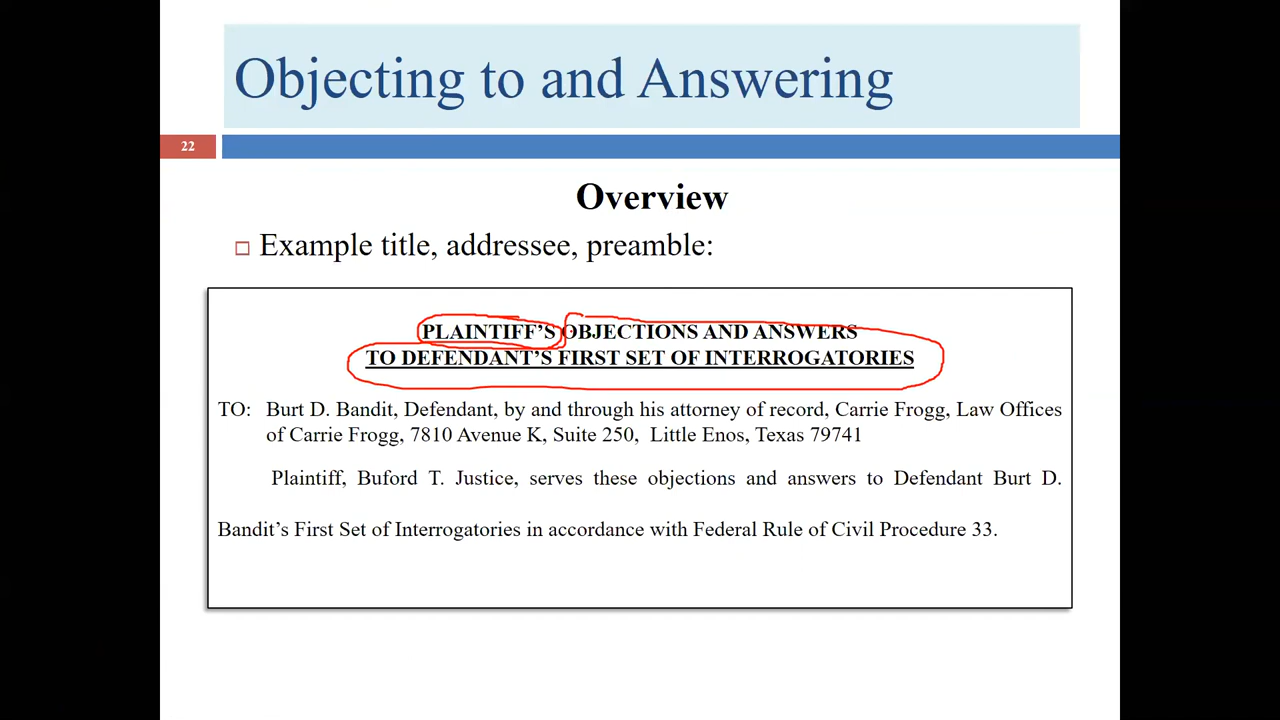 Objecting to and Answering
22
Overview
Example title, addressee, preamble:
PLAINTIFF’S OBJECTIONS AND ANSWERS
TO DEFENDANT’S FIRST SET OF INTERROGATORIES
TO: Burt D. Bandit, Defendant, by and through his attorney of record, Carrie Frogg, Law Offices
of Carrie Frogg, 7810 Avenue K, Suite 250, Little Enos, Texas 79741
Plaintiff, Buford T. Justice, serves these objections and answers to Defendant Burt D.
Bandit’s First Set of Interrogatories in accordance with Federal Rule of Civil Procedure 33.